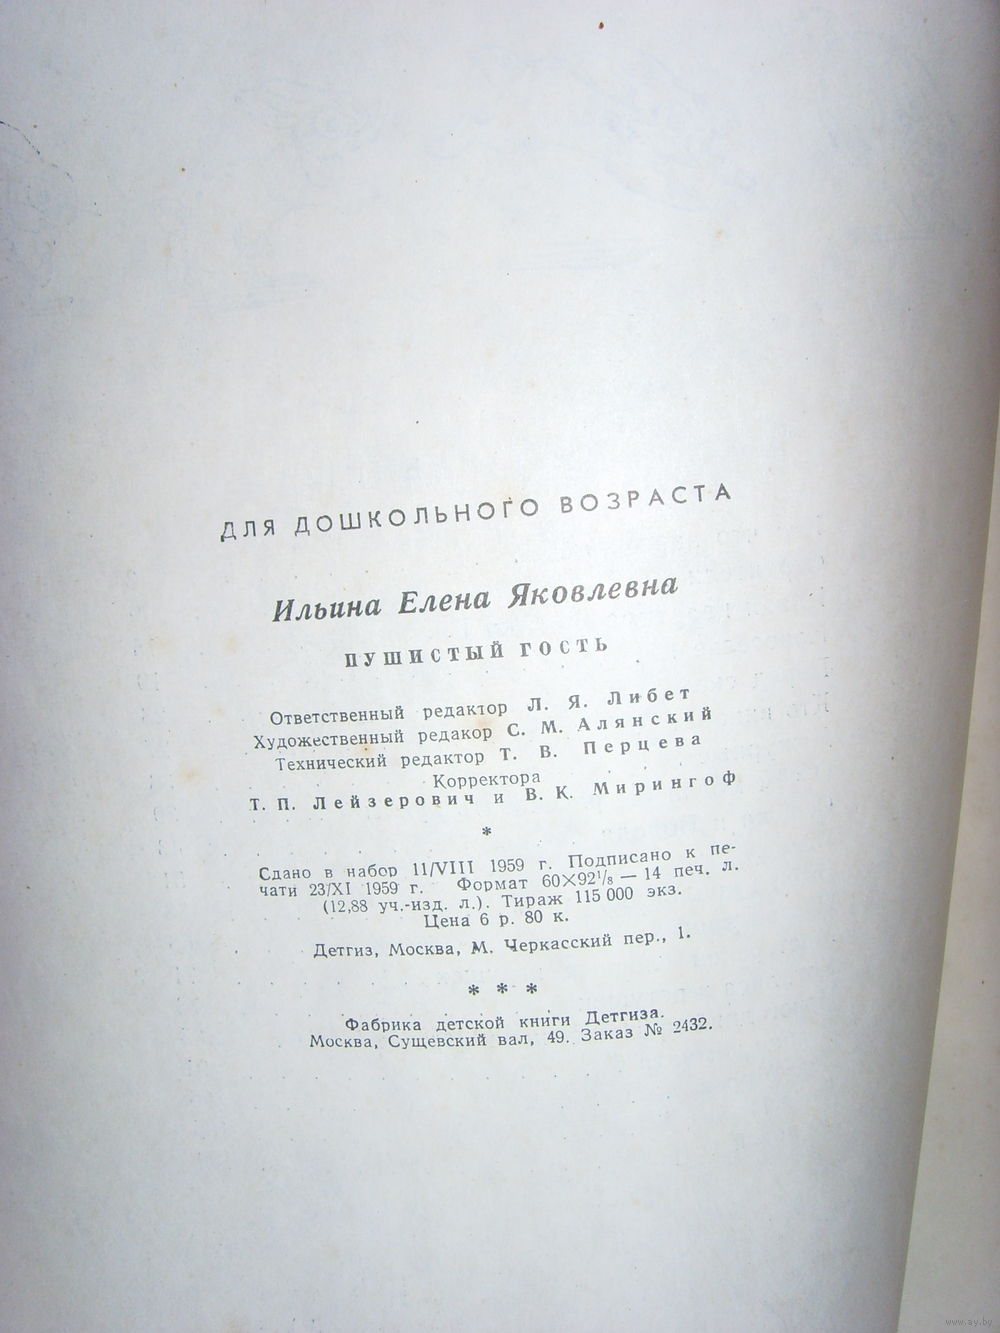 ДЛЯ ДОШКОЛЬНОГО ВОЗРАСТА
Ильина Елена Яковлевна
ПУШИСТЫЙ ГОСТЬ
Ответственный редактор Л. Я. Либет
Художественный редакор С. М. Алянский
Технический редактор Т. В. Перцева
Корректора
Т. П. Лейзерович и В. К. Мирингоф
*
Сдано в набор 11/VIII 1959 г. Подписано к пе-
чати 23/XI 1959 г. Формат 60×92¹/₈ — 14 печ. л.
(12,88 уч.-изд. л.). Тираж 115 000 экз.
Цена 6 р. 80 к.
Детгиз, Москва, М. Черкасский пер., 1.
* * *
Фабрика детской книги Детгиза.
Москва, Сущевский вал, 49. Заказ № 2432.
www.ay.by